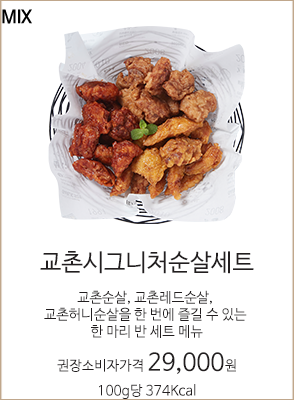 MIX
교촌시그니처순살세트
교촌순살, 교촌레드순살,
교촌허니순살을 한 번에 즐길 수 있는
한 마리 반 세트 메뉴
권장소비자가격 29,000원
100g당 374Kcal